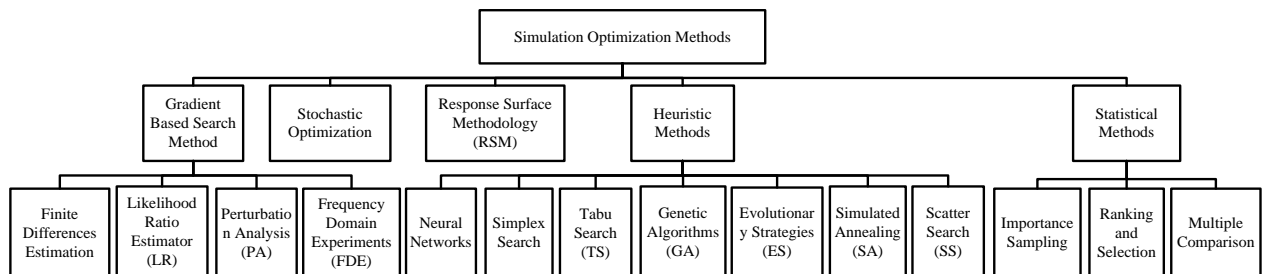 Simulation Optimization Methods
Gradient
Based Search
Method
Stochastic
Optimization
Response Surface
Methodology
(RSM)
Heuristic
Methods
Statistical
Methods
Finite
Differences
Estimation
Likelihood
Ratio
Estimator
(LR)
Perturbatio
n Analysis
(PA)
Frequency
Domain
Experiments
(FDE)
Neural
Networks
Simplex
Search
Tabu
Search
(TS)
Genetic
Algorithms
(GA)
Evolutionar
y Strategies
(ES)
Simulated
Annealing
(SA)
Scatter
Search
(SS)
Importance
Sampling
Ranking
and
Selection
Multiple
Comparison